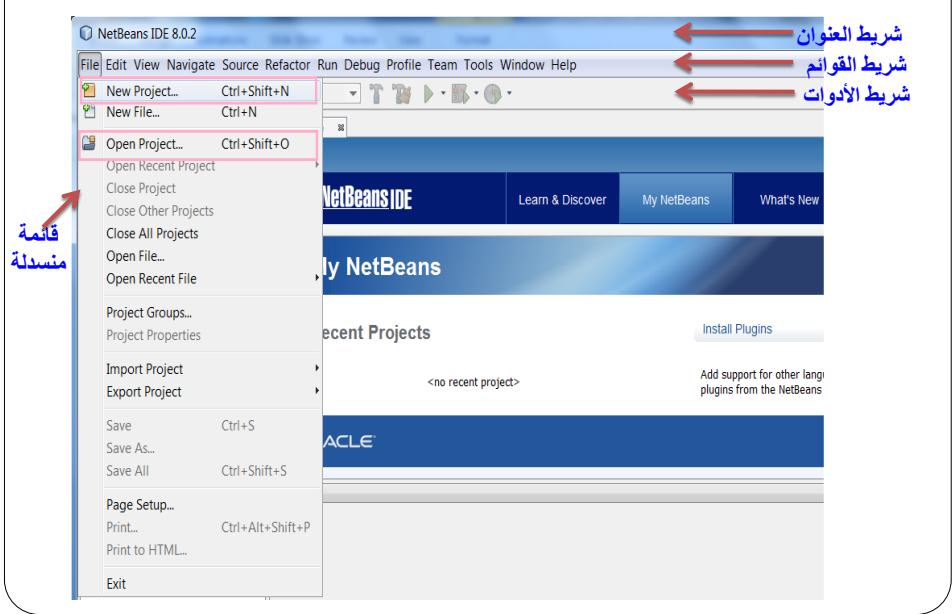 NetBeans IDE 8.0.2
شريط العنوان
File Edit View Navigate Source Refactor Run Debug Profile Team Tools Window Help
شريط القوائم
شريط الأدوات
New Project... Ctrl+Shift+N
New File... Ctrl+N
Open Project... Ctrl+Shift+O
Open Recent Project
Close Project
Close Other Projects
Close All Projects
Open File...
Open Recent File
Project Groups...
Project Properties
Import Project
Export Project
Save Ctrl+S
Save As...
Save All Ctrl+Shift+S
Page Setup...
Print... Ctrl+Alt+Shift+P
Print to HTML...
Exit
قائمة
منسدلة
NetBeans IDE
Learn & Discover
My NetBeans
What's New
ly NetBeans
ecent Projects
<no recent project>
Install Plugins
Add support for other langu
plugins from the NetBeans
ACLE